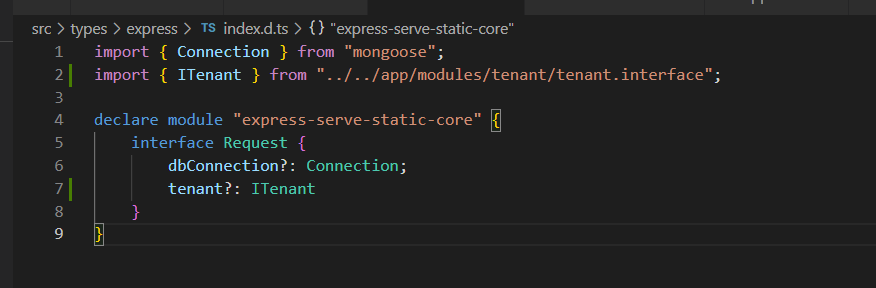 src > types > express > TS index.d.ts > {} "express-serve-static-core"
1 import { Connection } from "mongoose";
2 import { ITenant } from "../../app/modules/tenant/tenant.interface";
3
4 declare module "express-serve-static-core" {
5     interface Request {
6         dbConnection?: Connection;
7         tenant?: ITenant
8     }
9 }